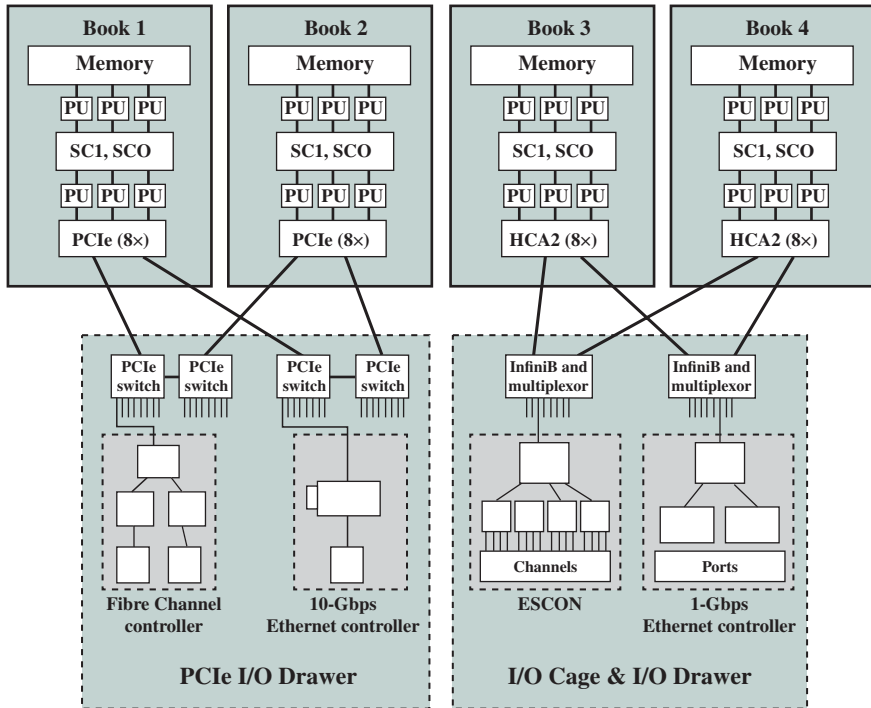 Book 1
Memory
PU PU PU
SC1, SCO
PU PU PU
PCIe (8×)
Book 2
Memory
PU PU PU
SC1, SCO
PU PU PU
PCIe (8×)
Book 3
Memory
PU PU PU
SC1, SCO
PU PU PU
HCA2 (8×)
Book 4
Memory
PU PU PU
SC1, SCO
PU PU PU
HCA2 (8×)
PCIe
switch
PCIe
switch
PCIe
switch
PCIe
switch
InfiniB and
multiplexor
InfiniB and
multiplexor
Fibre Channel
controller
10-Gbps
Ethernet controller
Channels
ESCON
Ports
1-Gbps
Ethernet controller
PCIe I/O Drawer
I/O Cage & I/O Drawer